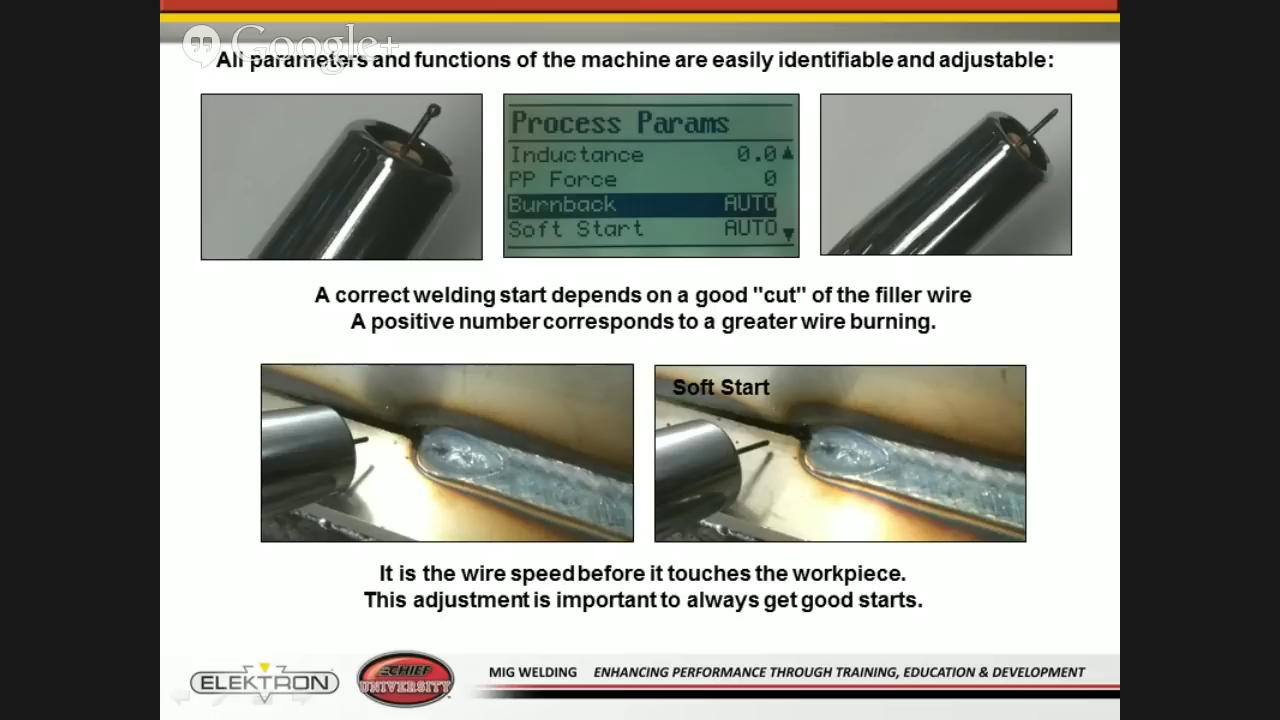 Google+
All parameters and functions of the machine are easily identifiable and adjustable:
Process Params
Inductance 0.0
PP Force 0
Burnback AUTO
Soft Start AUTO
A correct welding start depends on a good "cut" of the filler wire
A positive number corresponds to a greater wire burning.
Soft Start
It is the wire speed before it touches the workpiece.
This adjustment is important to always get good starts.
ELEKTRON
CHIEF
UNIVERSITY
MIG WELDING ENHANCING PERFORMANCE THROUGH TRAINING, EDUCATION & DEVELOPMENT